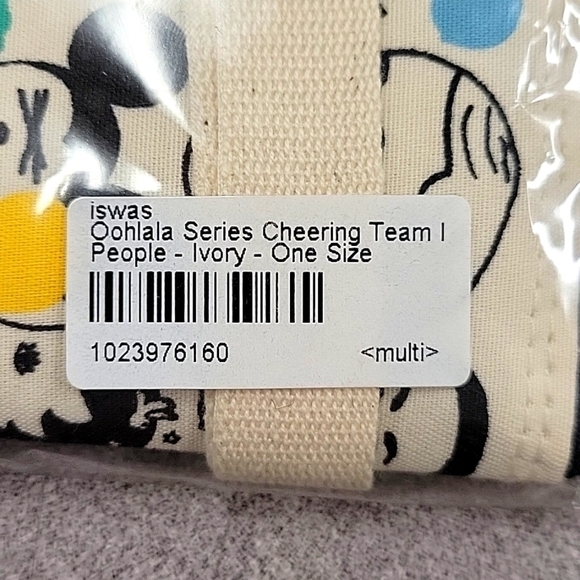 iswas
Oohlala Series Cheering Team I
People - Ivory - One Size
1023976160 <multi>